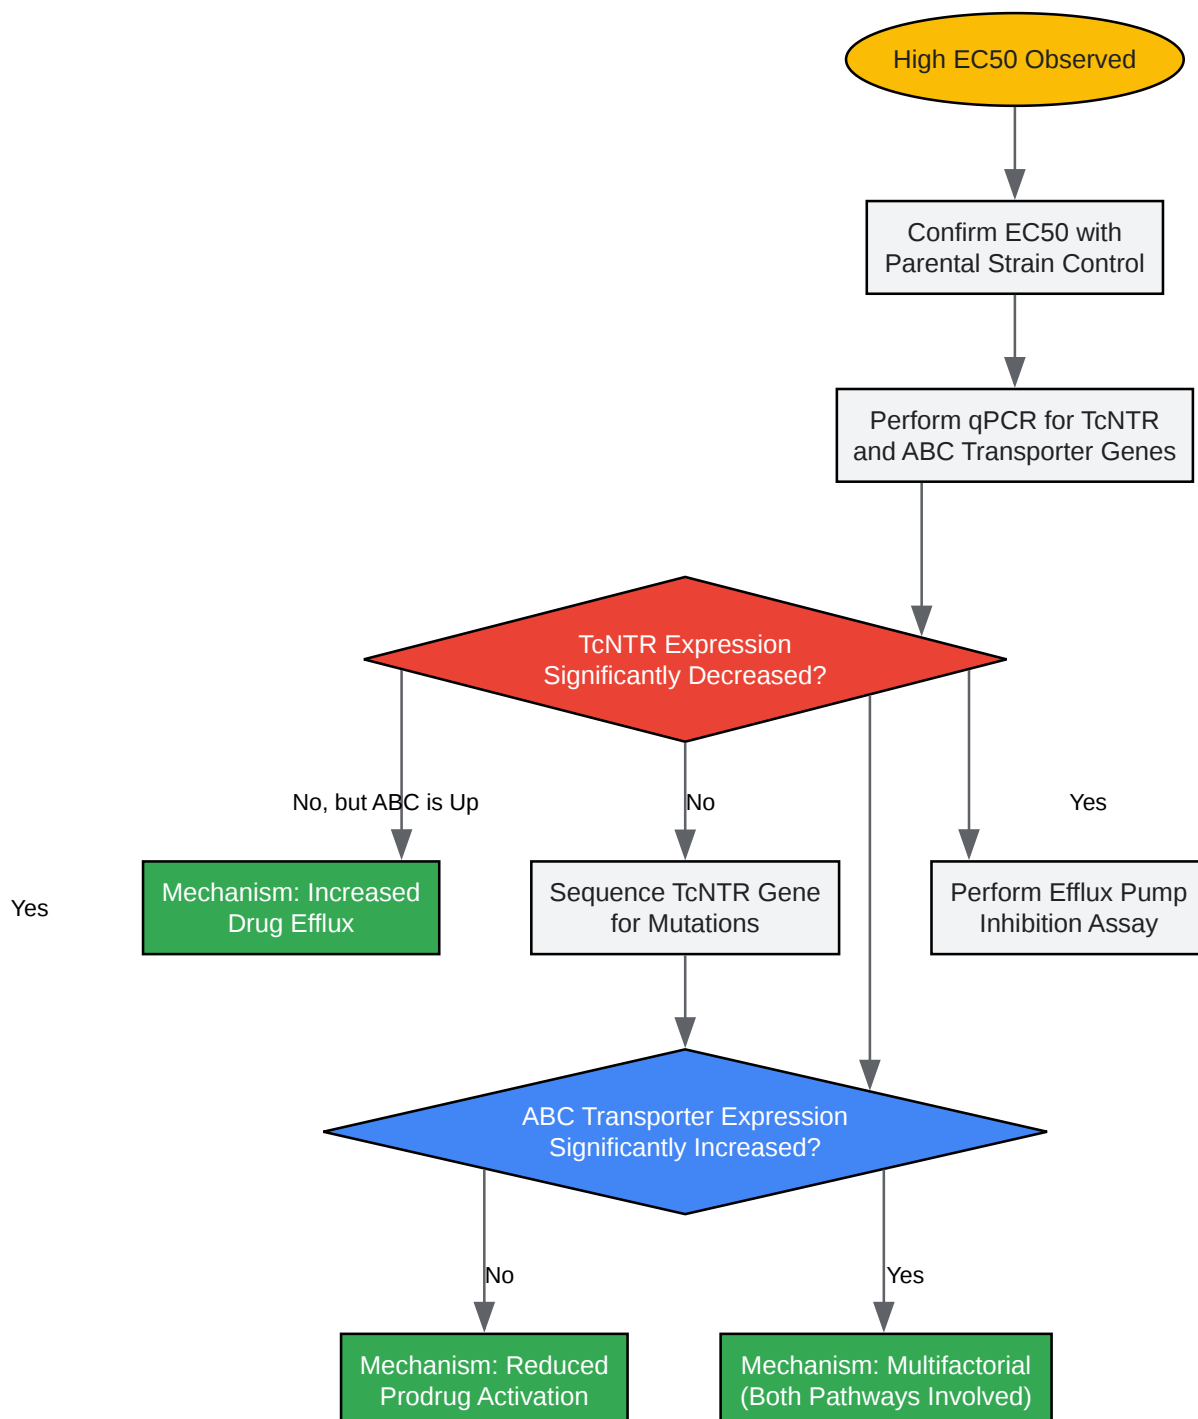 High EC50 Observed
Confirm EC50 with
Parental Strain Control
Perform qPCR for TcNTR
and ABC Transporter Genes
TcNTR Expression
Significantly Decreased?
No, but ABC is Up
No
Yes
Mechanism: Increased
Drug Efflux
Sequence TcNTR Gene
for Mutations
Perform Efflux Pump
Inhibition Assay
Yes
ABC Transporter Expression
Significantly Increased?
No
Yes
Mechanism: Reduced
Prodrug Activation
Mechanism: Multifactorial
(Both Pathways Involved)